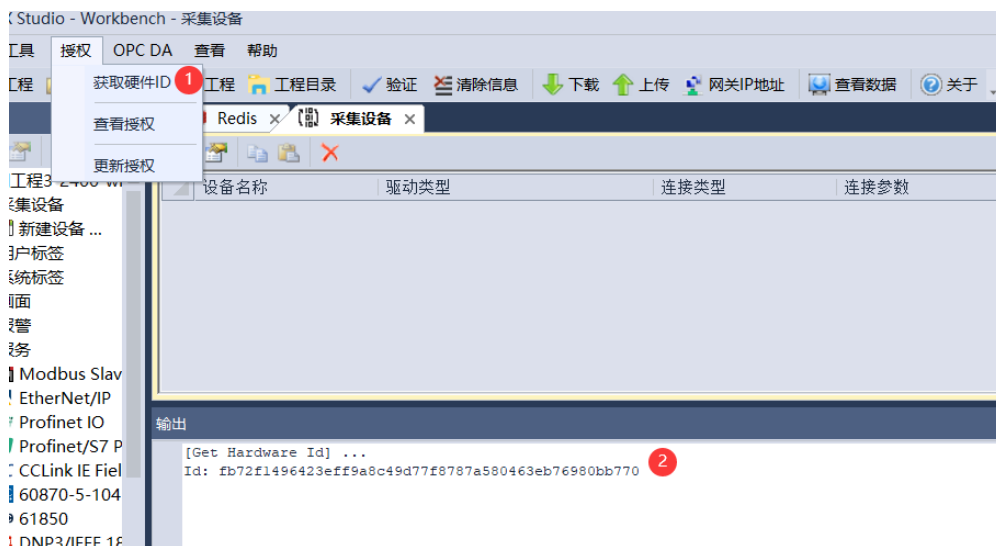 Studio - Workbench - 采集设备
工具 授权 OPC DA 查看 帮助
工程 工程 工程目录 验证 清除信息 下载 上传 网关IP地址 查看数据 关于
获取硬件ID 1
查看授权
更新授权
Redis × 采集设备 ×
设备名称 驱动类型 连接类型 连接参数
工程3
采集设备
新建设备 ...
用户标签
系统标签
画面
报警
服务
Modbus Slav
EtherNet/IP
Profinet IO
Profinet/S7 P
CCLink IE Fiel
60870-5-104
61850
输出
[Get Hardware Id] ...
Id: fb72f1496423eff9a8c49d77f8787a580463eb76980bb770 2